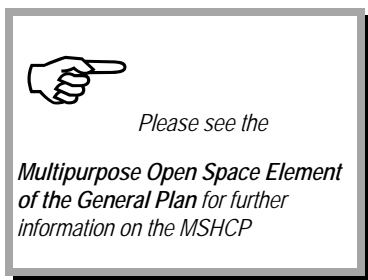 Please see the
Multipurpose Open Space Element
of the General Plan for further
information on the MSHCP